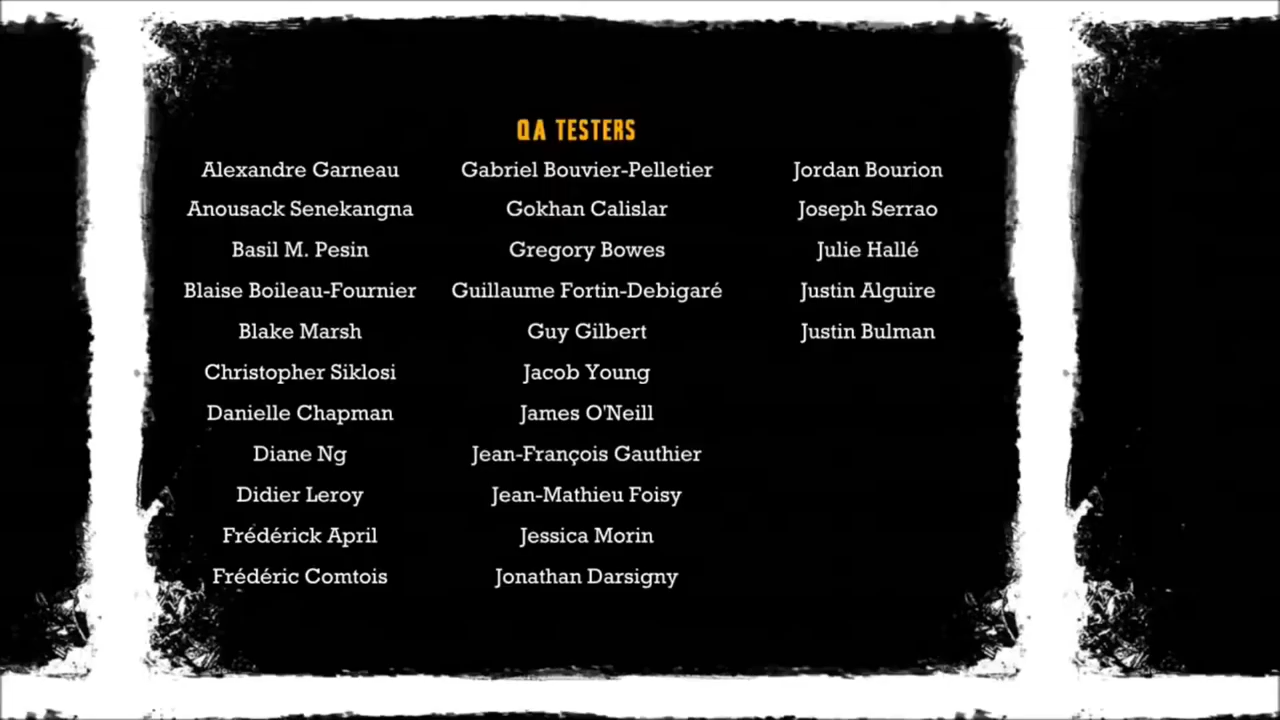 QA TESTERS
Alexandre Garneau
Anousack Senekangna
Basil M. Pesin
Blaise Boileau-Fournier
Blake Marsh
Christopher Siklosi
Danielle Chapman
Diane Ng
Didier Leroy
Frédérick April
Frédéric Comtois
Gabriel Bouvier-Pelletier
Gokhan Calislar
Gregory Bowes
Guillaume Fortin-Debigaré
Guy Gilbert
Jacob Young
James O'Neill
Jean-François Gauthier
Jean-Mathieu Foisy
Jessica Morin
Jonathan Darsigny
Jordan Bourion
Joseph Serrao
Julie Hallé
Justin Alguire
Justin Bulman